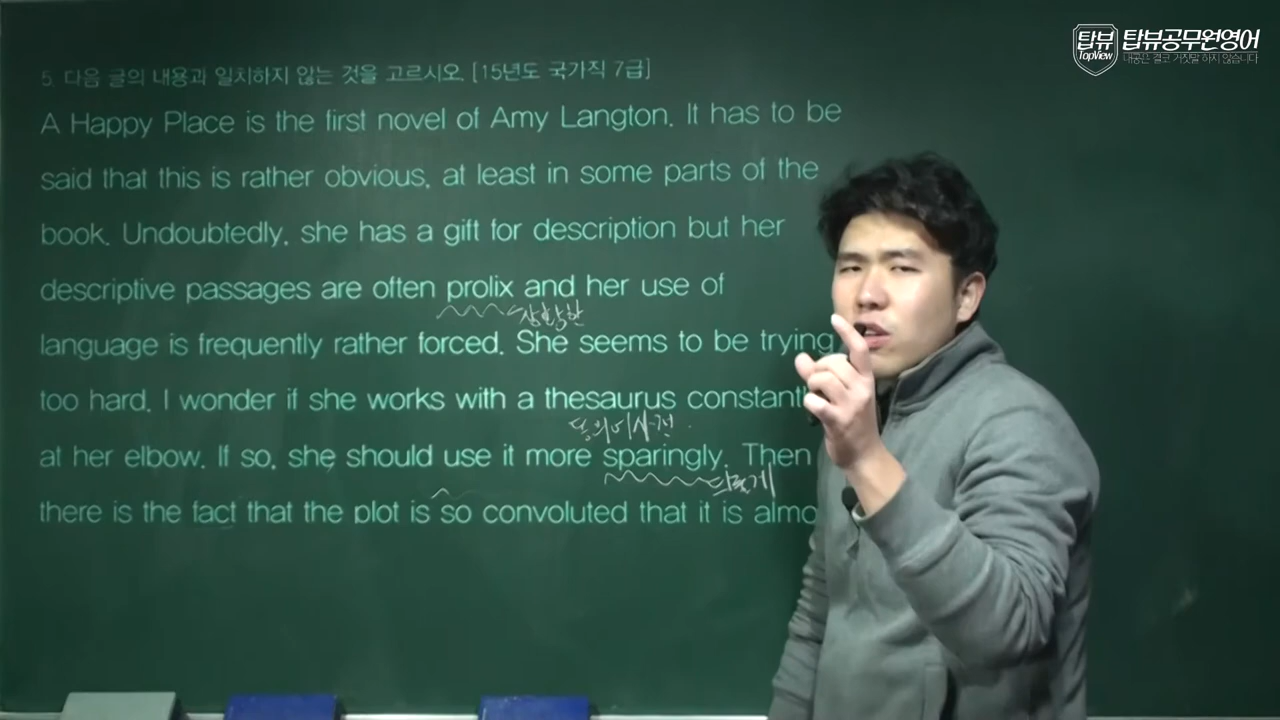 탑뷰
TopView
탑뷰공무원영어
내공은 결코 거짓말 하지 않습니다
5. 다음 글의 내용과 일치하지 않는 것을 고르시오. [15년도 국가직 7급]
A Happy Place is the first novel of Amy Langton. It has to be
said that this is rather obvious, at least in some parts of the
book. Undoubtedly, she has a gift for description but her
descriptive passages are often prolix and her use of
장황한
language is frequently rather forced. She seems to be trying
too hard. I wonder if she works with a thesaurus constantl
동의어사전
at her elbow. If so, she should use it more sparingly. Then
there is the fact that the plot is so convoluted that it is almo